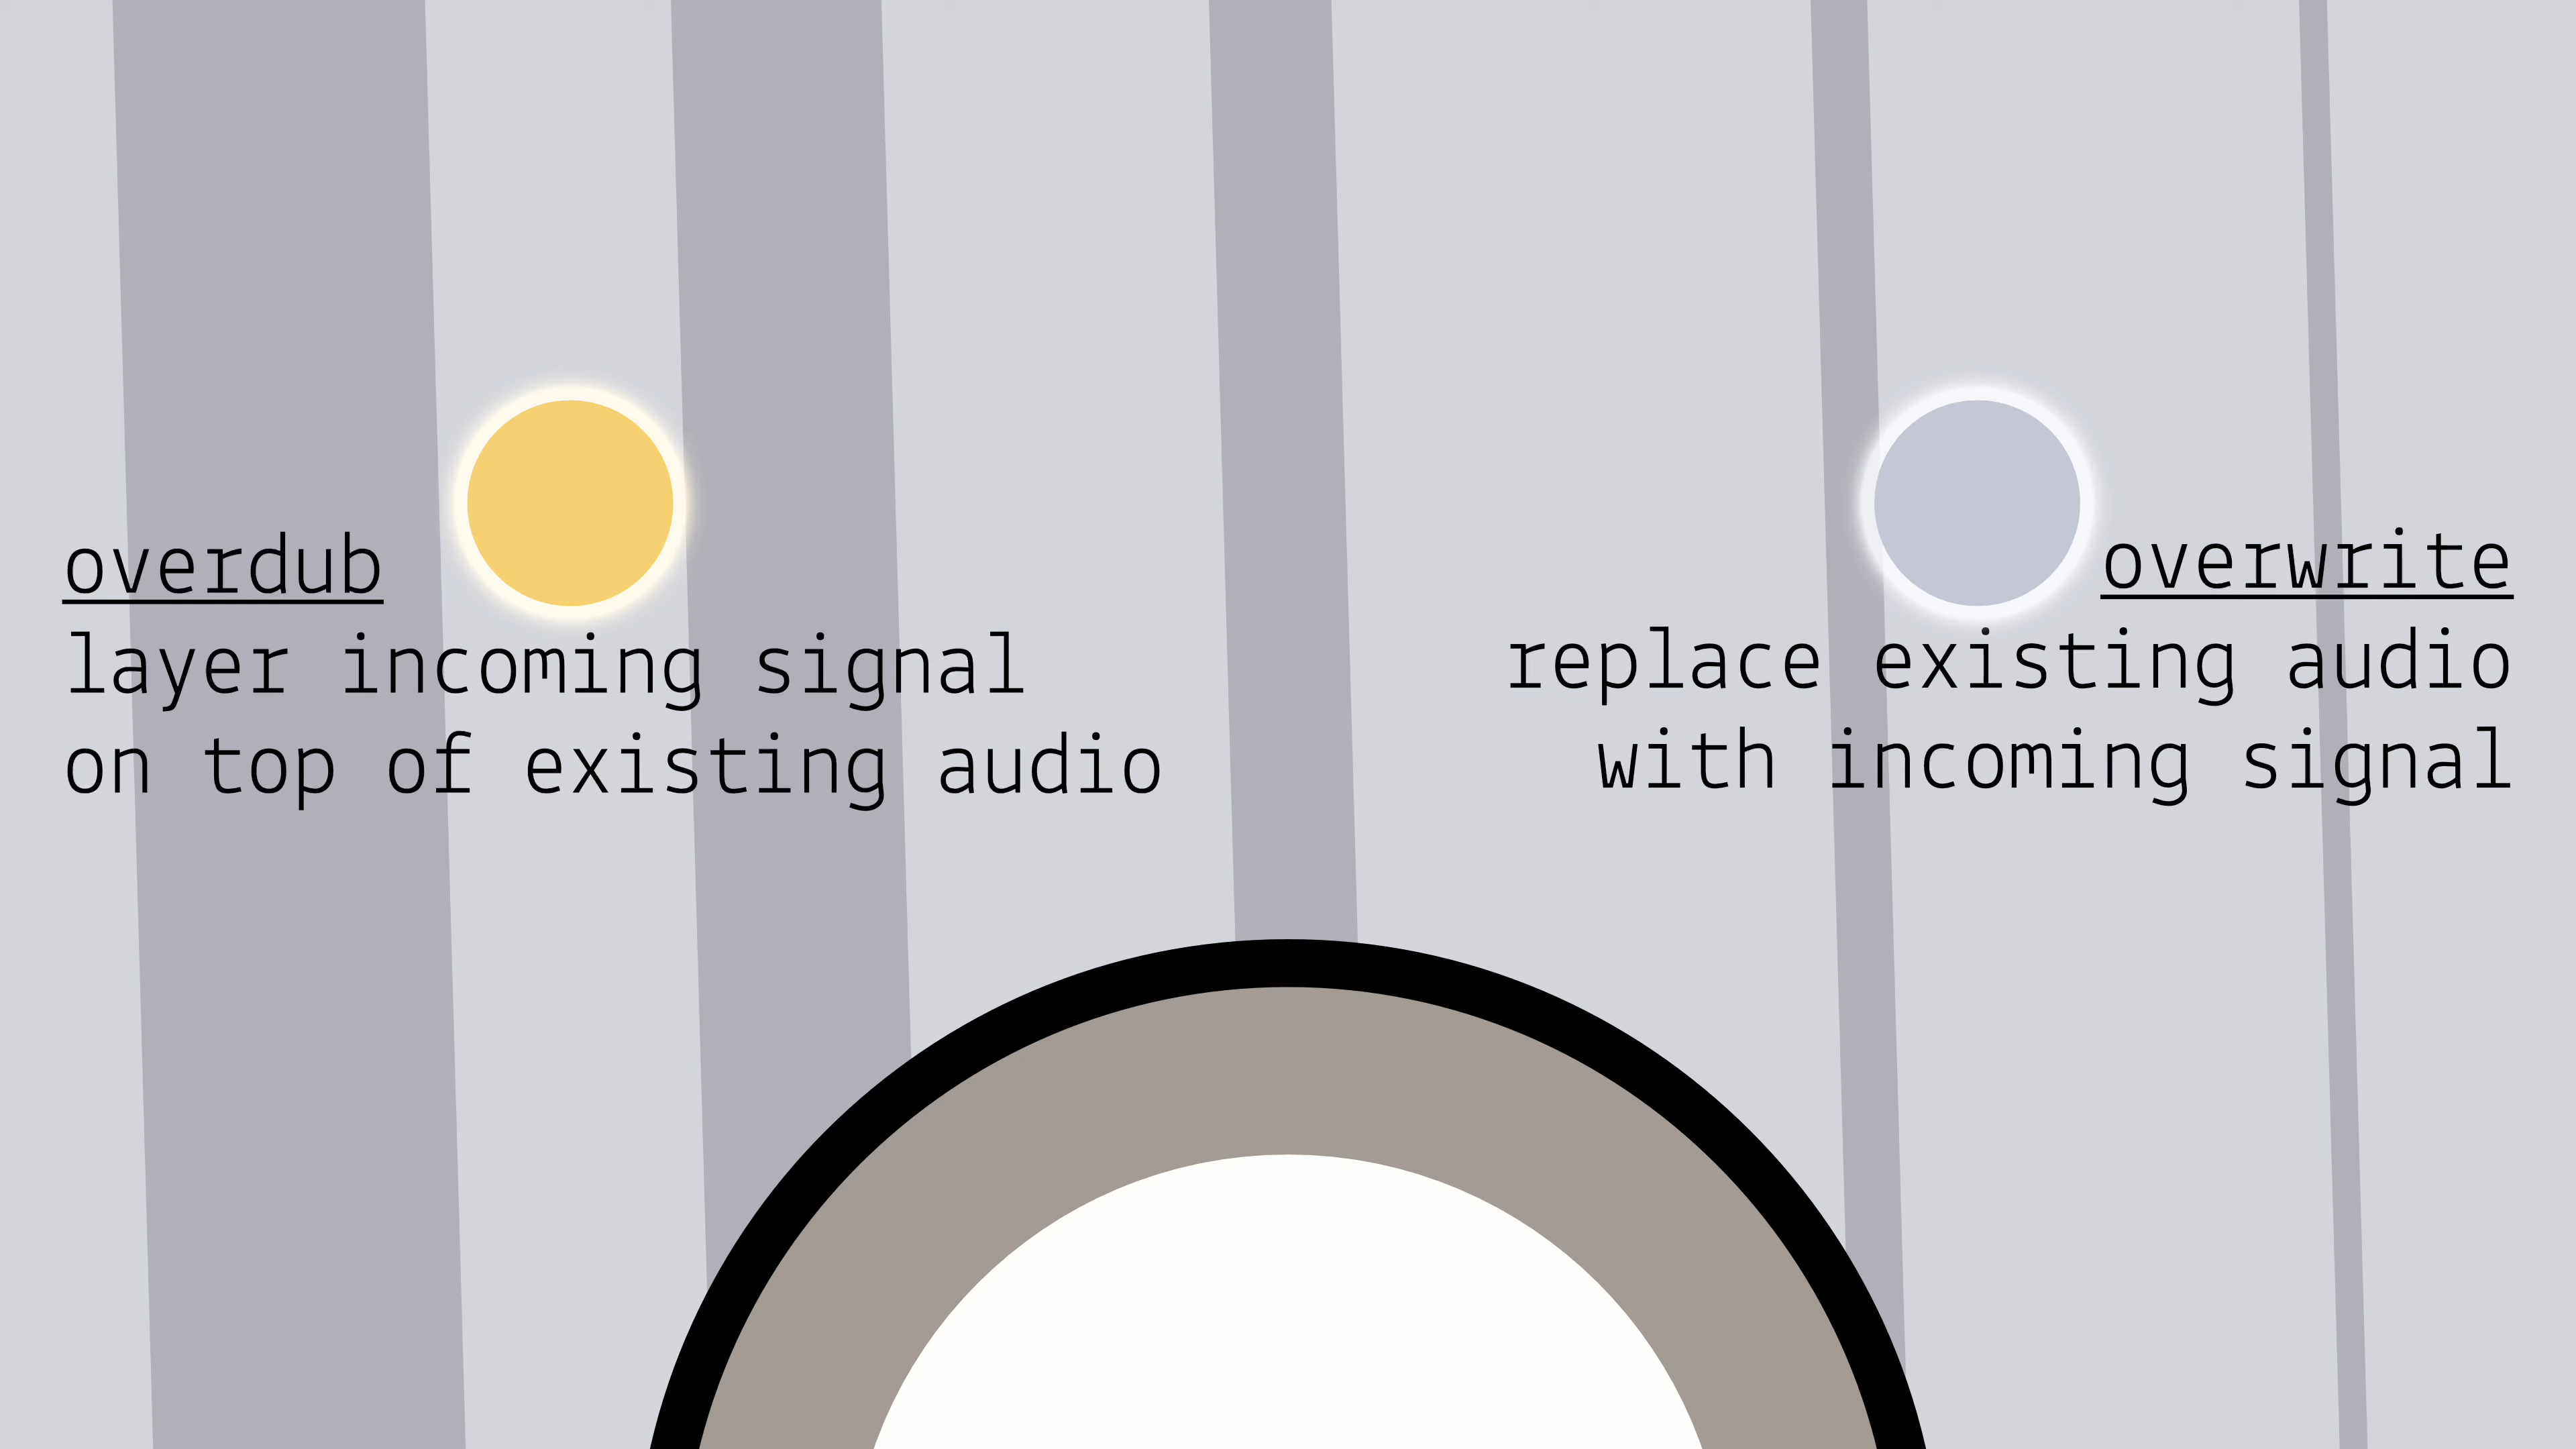 overdub
layer incoming signal
on top of existing audio
overwrite
replace existing audio
with incoming signal